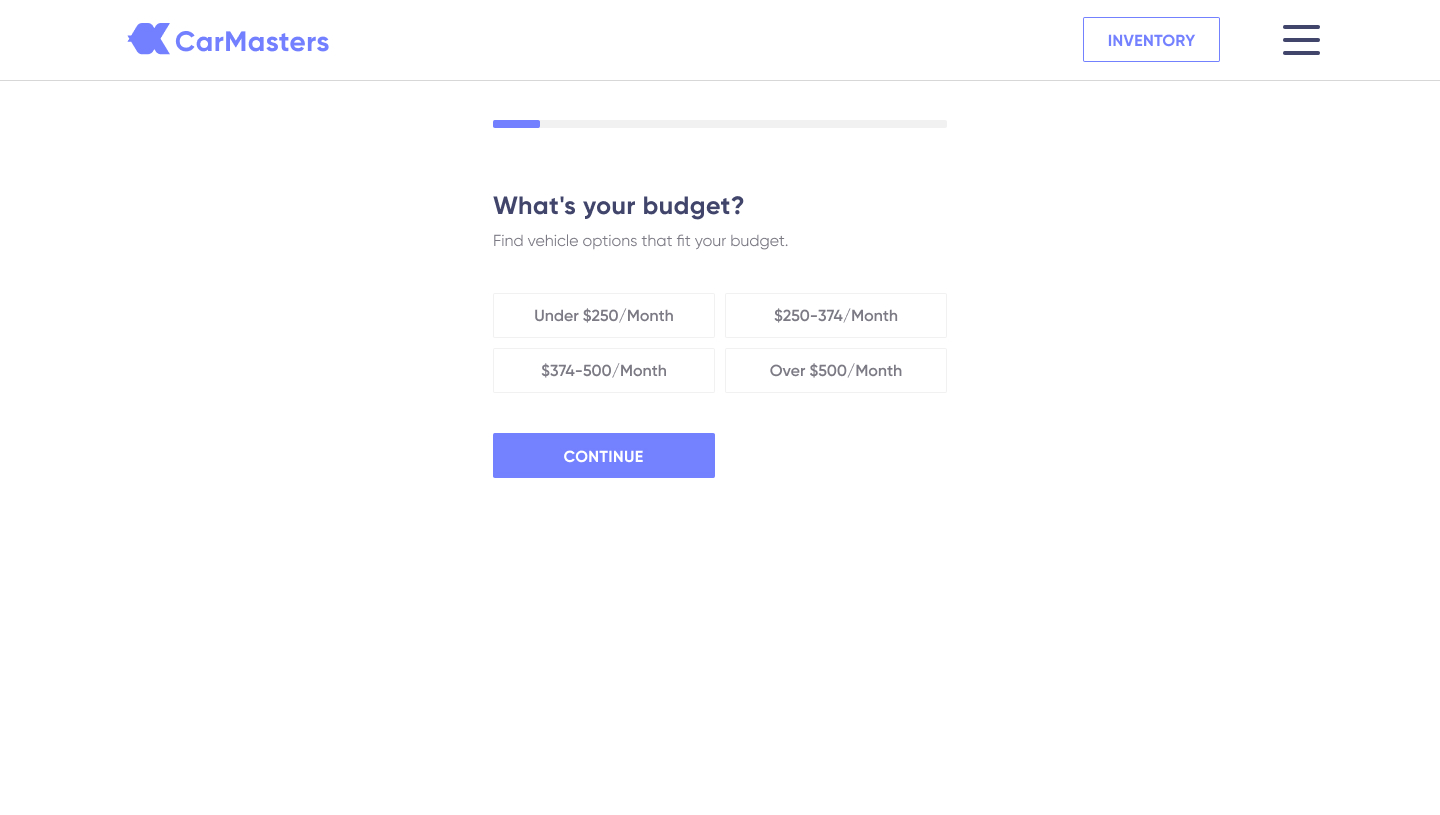 CarMasters
INVENTORY
What's your budget?
Find vehicle options that fit your budget.
Under $250/Month
$250-374/Month
$374-500/Month
Over $500/Month
CONTINUE